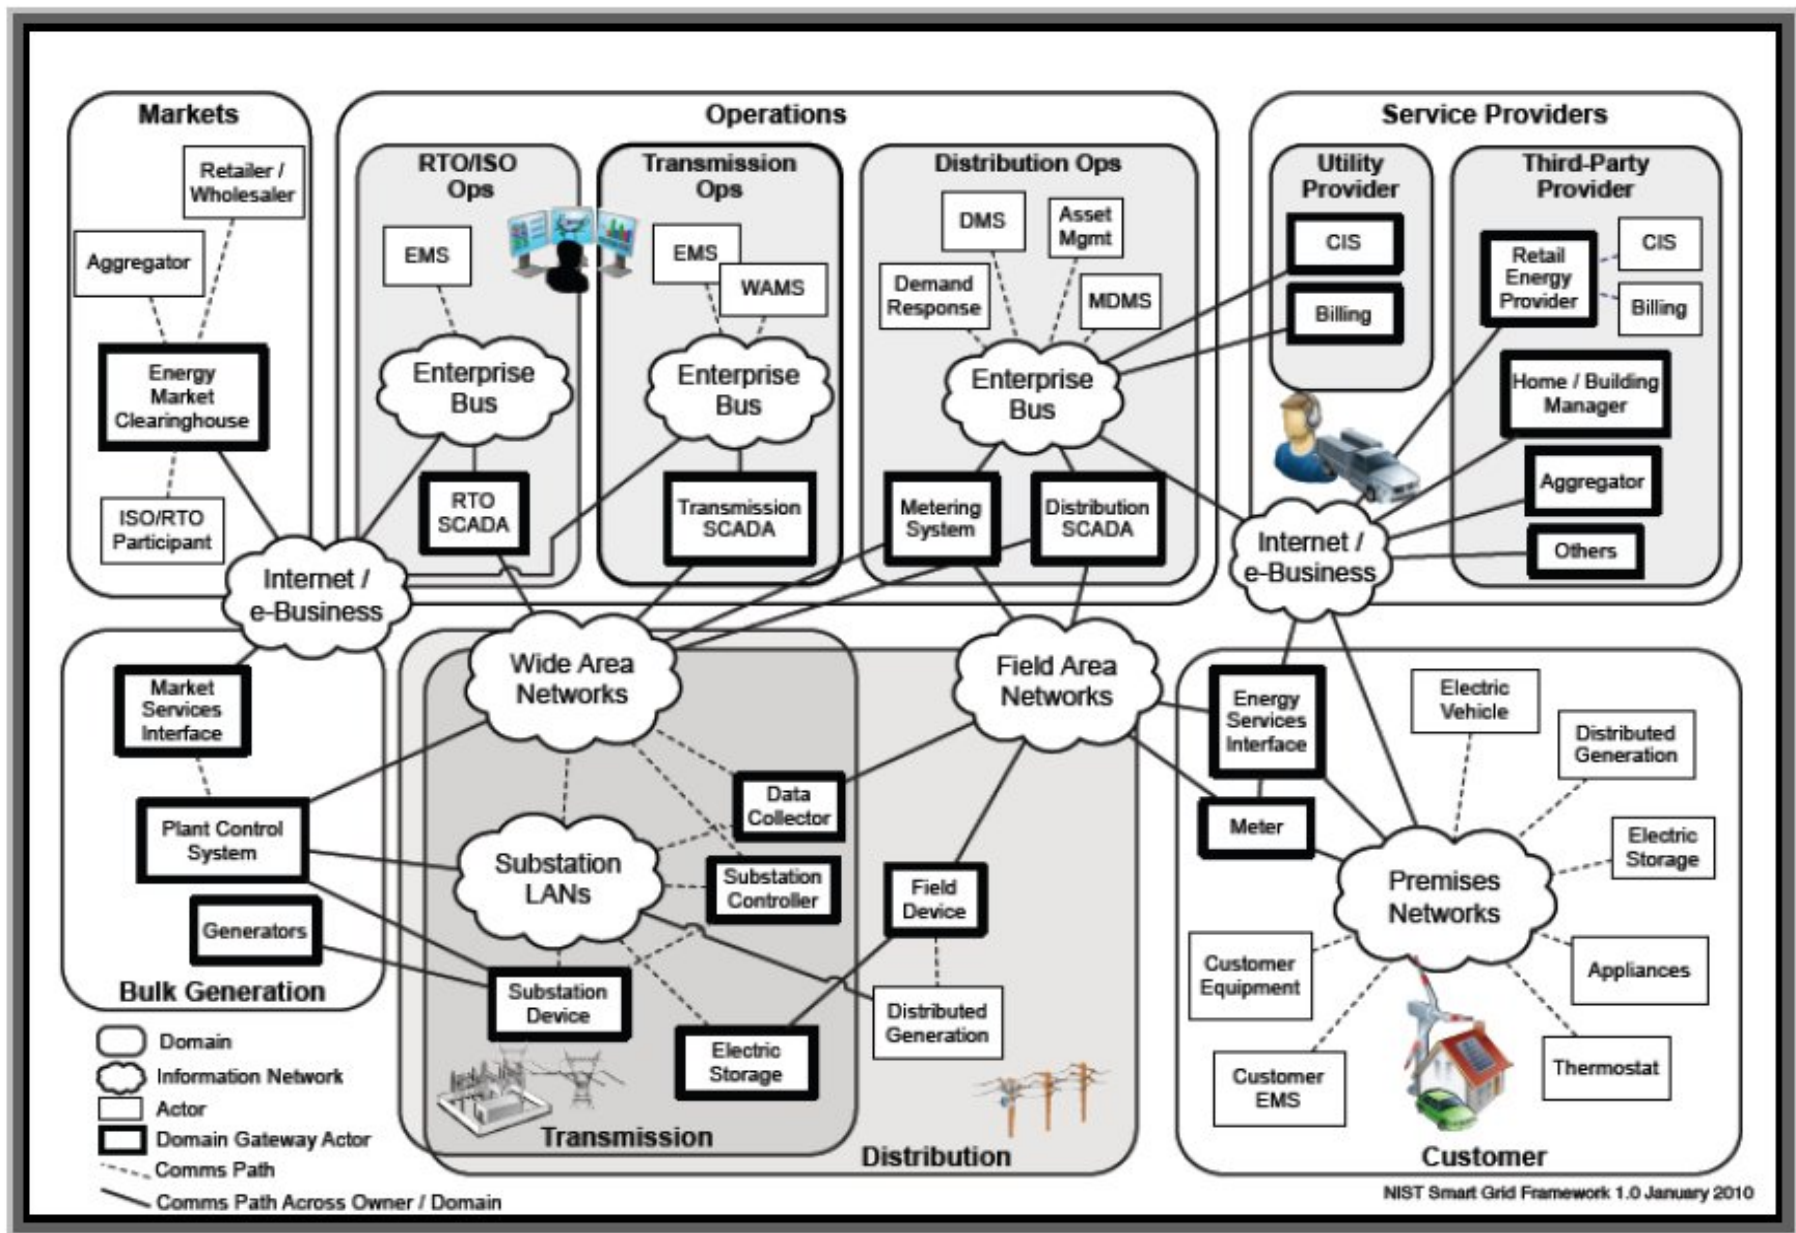 Markets
Retailer /
Wholesaler
Aggregator
Energy
Market
Clearinghouse
ISO/RTO
Participant
Internet /
e-Business
Operations
RTO/ISO
Ops
EMS
Enterprise
Bus
RTO
SCADA
Transmission
Ops
EMS
WAMS
Enterprise
Bus
Transmission
SCADA
Distribution Ops
DMS
Asset
Mgmt
Demand
Response
MDMS
Enterprise
Bus
Metering
System
Distribution
SCADA
Service Providers
Utility
Provider
CIS
Billing
Third-Party
Provider
Retail
Energy
Provider
CIS
Billing
Home / Building
Manager
Aggregator
Others
Internet /
e-Business
Market
Services
Interface
Plant Control
System
Generators
Bulk Generation
Wide Area
Networks
Data
Collector
Substation
LANs
Substation
Controller
Substation
Device
Electric
Storage
Transmission
Field Area
Networks
Field
Device
Distributed
Generation
Distribution
Energy
Services
Interface
Meter
Electric
Vehicle
Distributed
Generation
Electric
Storage
Premises
Networks
Customer
Equipment
Appliances
Customer
EMS
Thermostat
Customer
Domain
Information Network
Actor
Domain Gateway Actor
Comms Path
Comms Path Across Owner / Domain
NIST Smart Grid Framework 1.0 January 2010